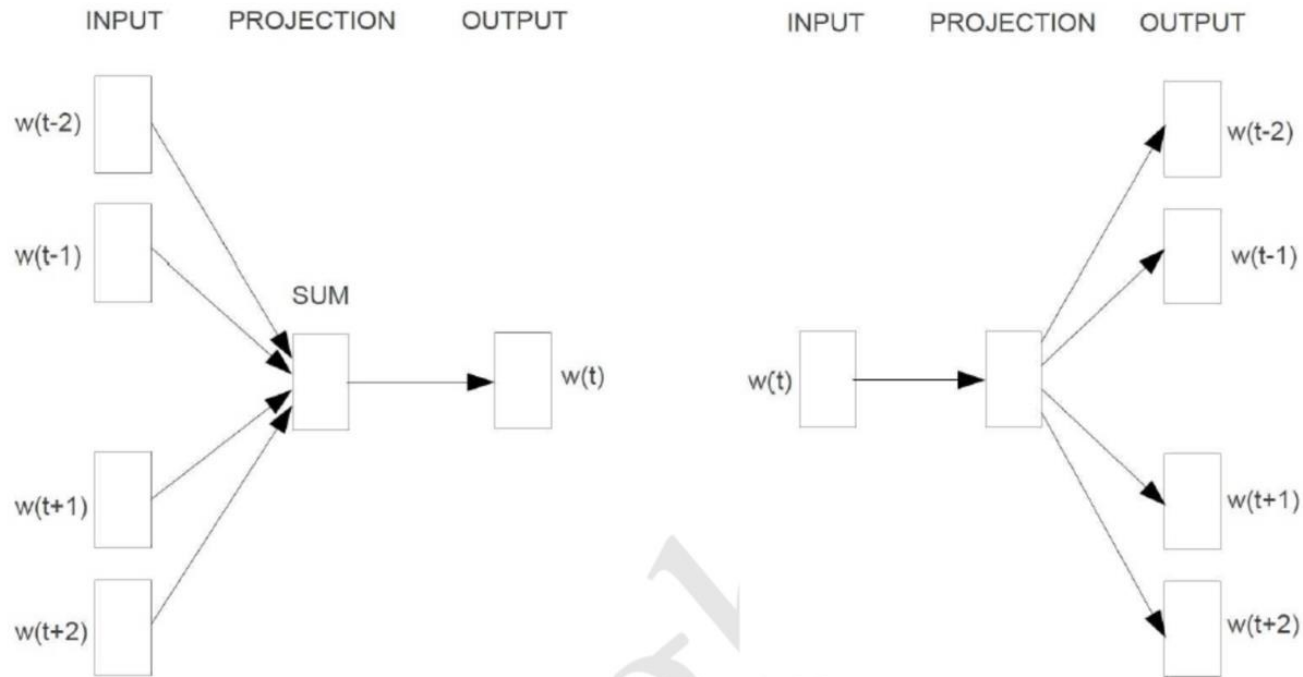 INPUT PROJECTION OUTPUT
w(t-2)
w(t-1)
SUM
w(t)
w(t+1)
w(t+2)
INPUT PROJECTION OUTPUT
w(t-2)
w(t-1)
w(t)
w(t+1)
w(t+2)